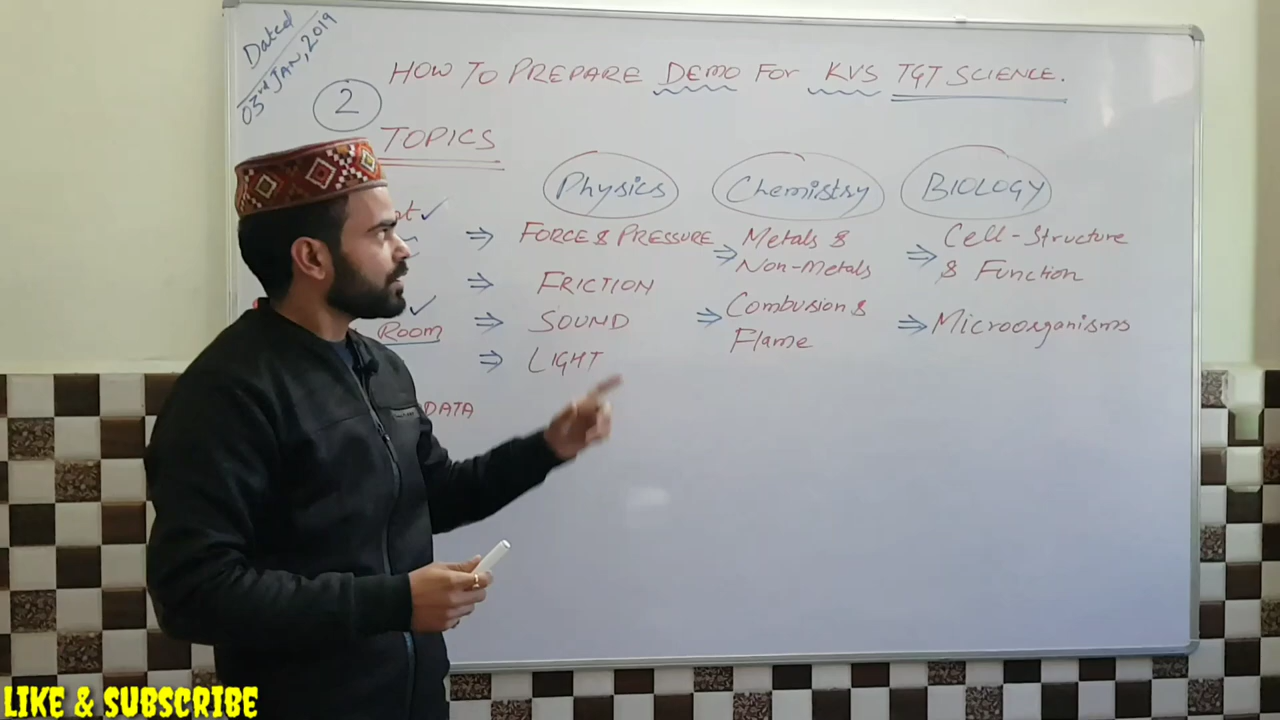 Dated
03rd JAN, 2019
HOW TO PREPARE DEMO FOR KVS TGT SCIENCE.
2
TOPICS
Physics
Chemistry
BIOLOGY
⇒ FORCE & PRESSURE
⇒ FRICTION
⇒ SOUND
⇒ LIGHT
⇒ Metals &
Non-Metals
⇒ Combusion &
Flame
⇒ Cell-Structure
& Function
⇒ Microorganisms
✓
✓
Room
DATA
LIKE & SUBSCRIBE